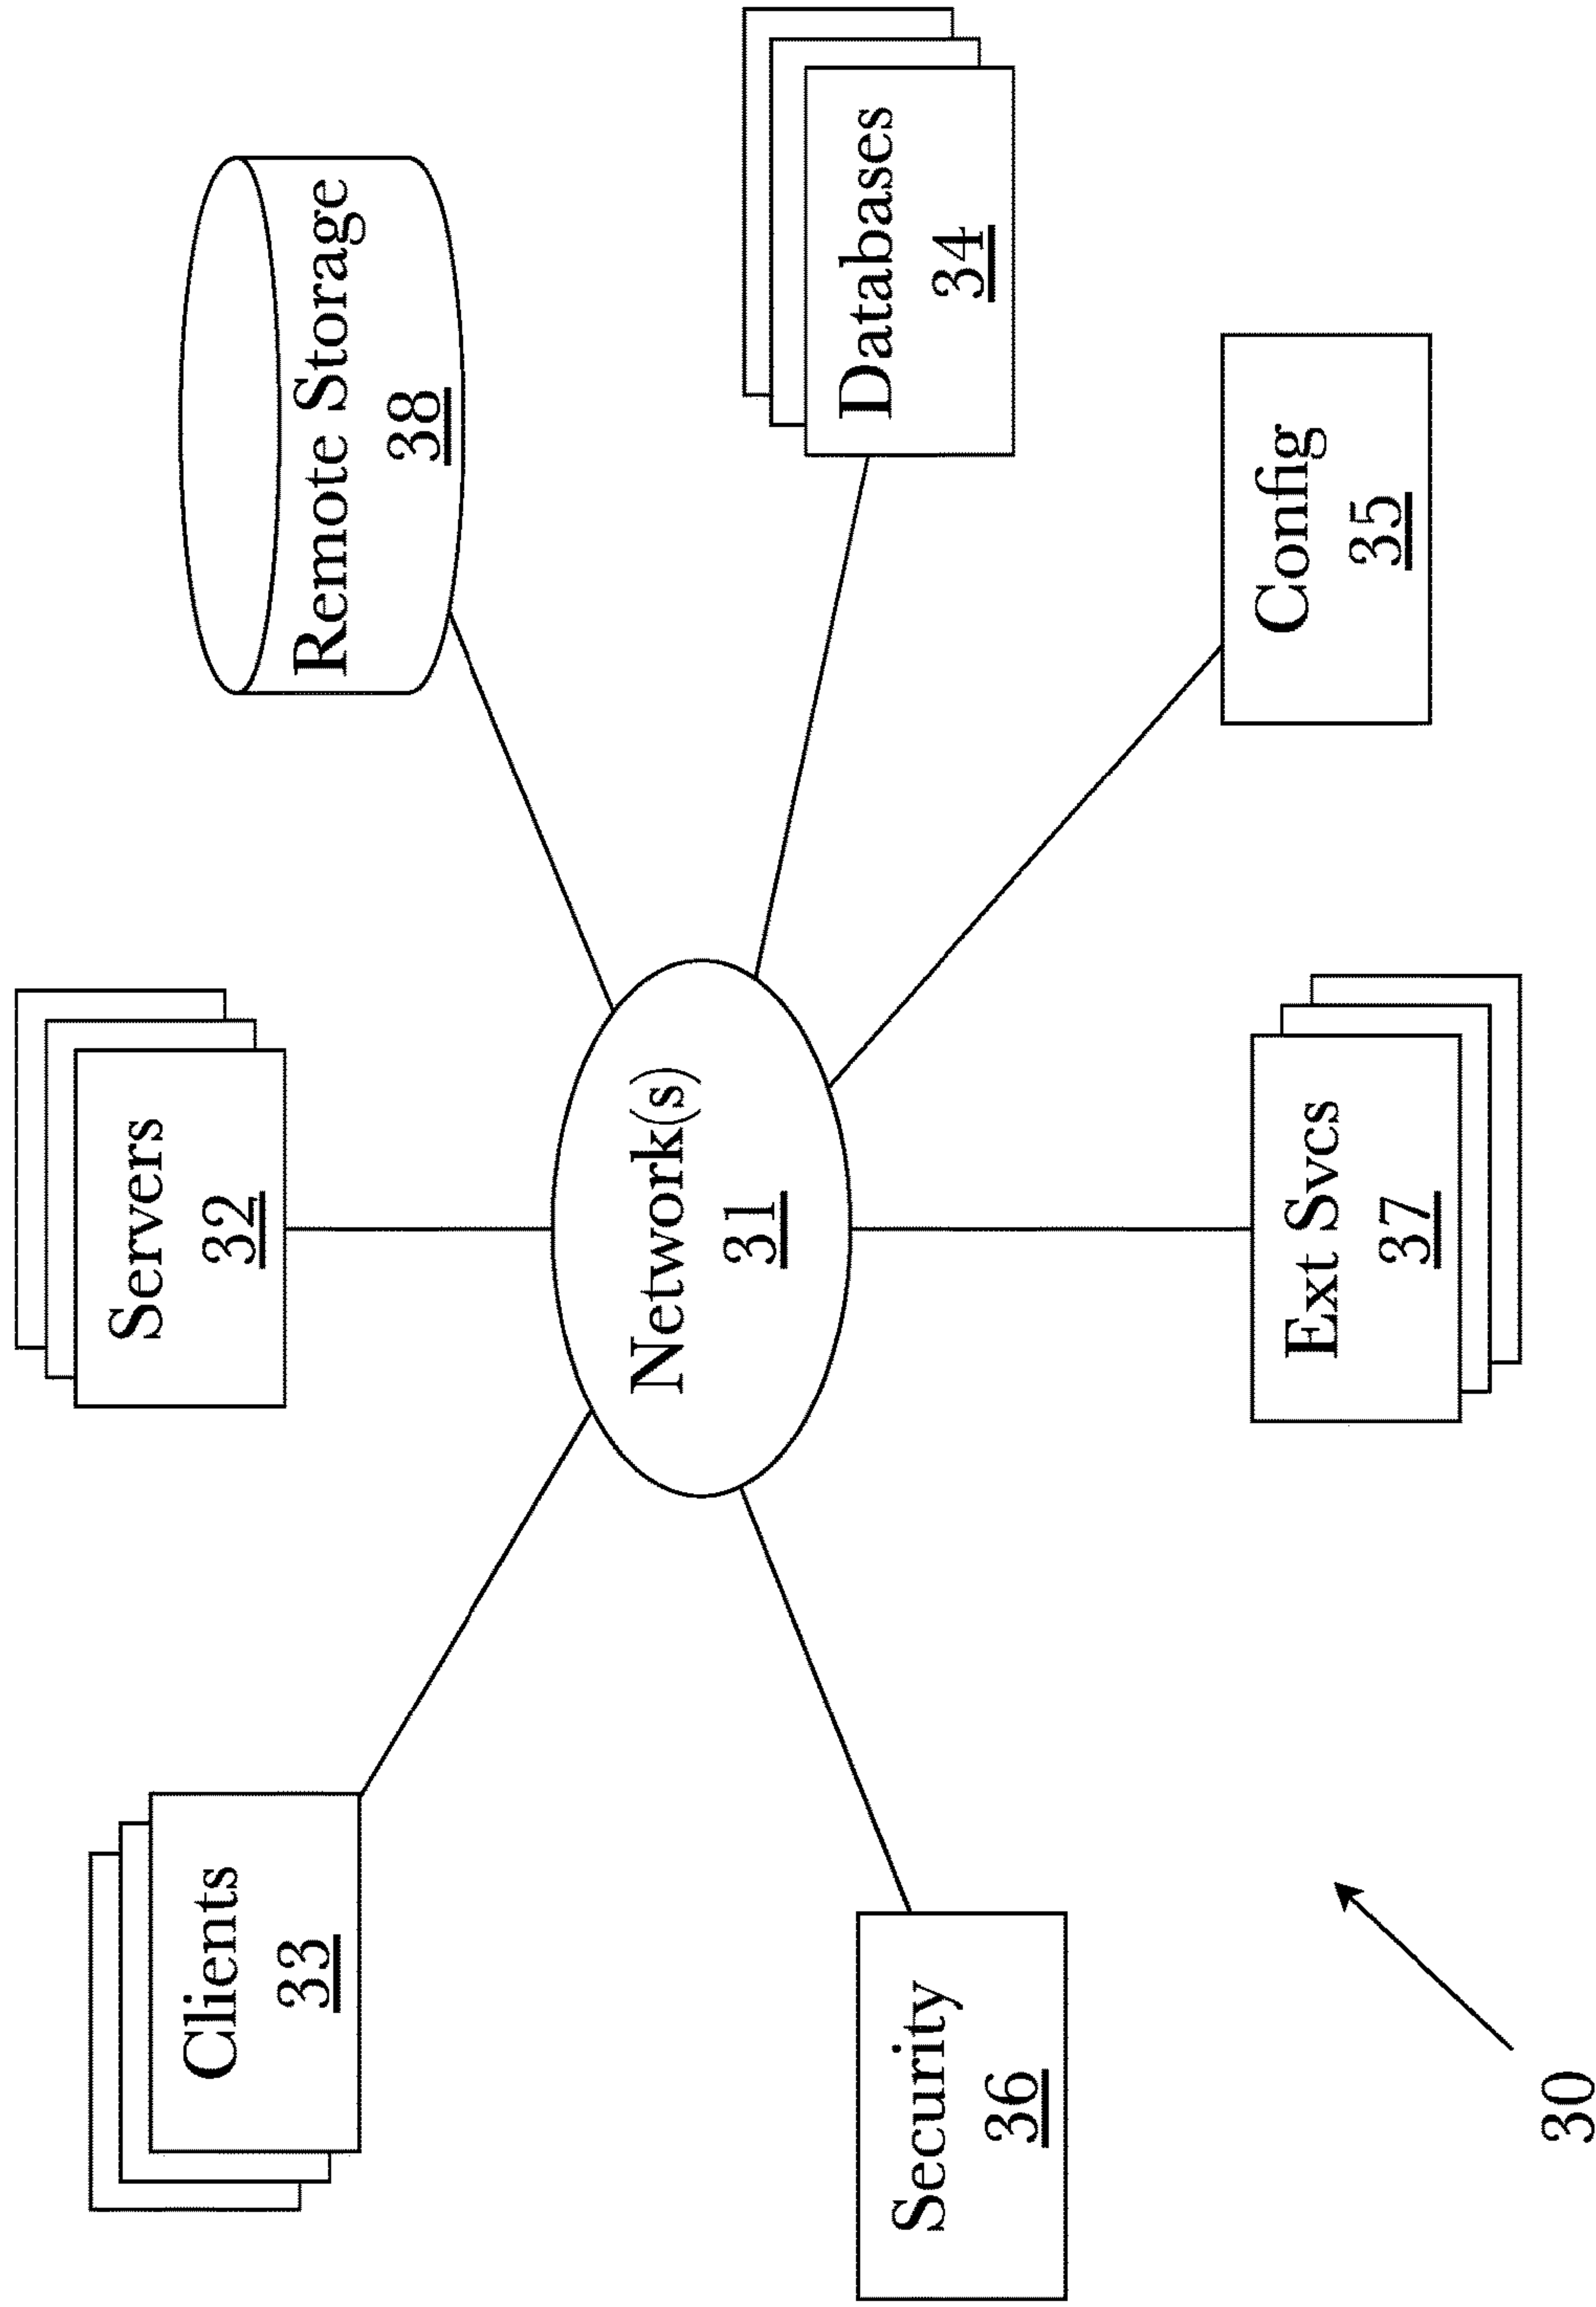 Servers
32
Clients
33
Remote Storage
38
Network(s)
31
Databases
34
Security
36
Ext Svcs
37
Config
35
30